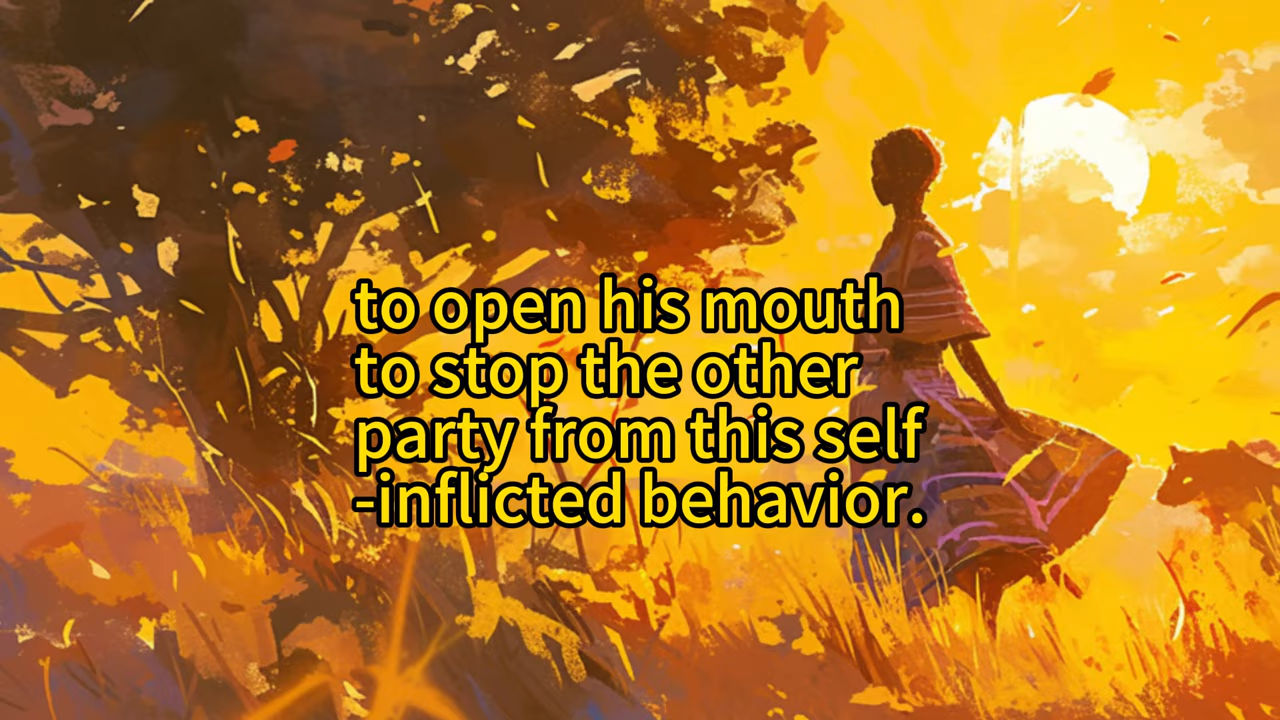 to open his mouth
to stop the other
party from this self
-inflicted behavior.